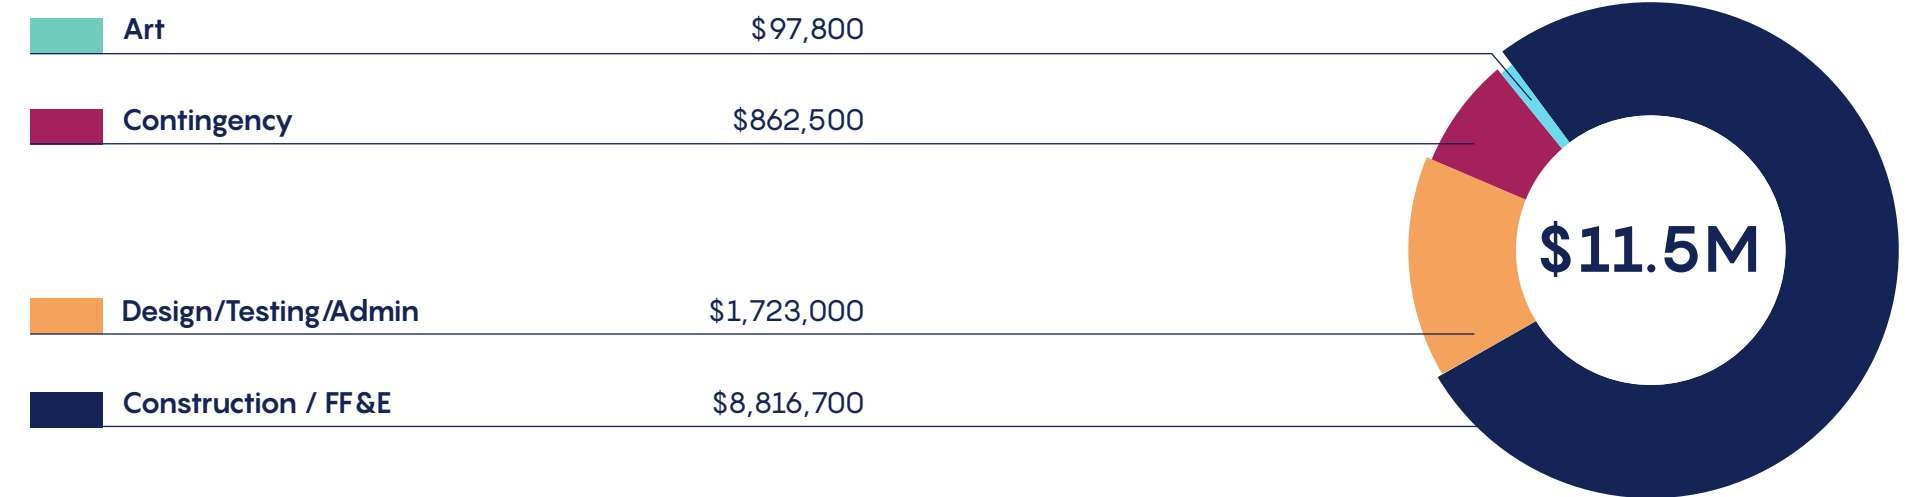 Art $97,800
Contingency $862,500
$11.5M
Design/Testing/Admin $1,723,000
Construction / FF&E $8,816,700